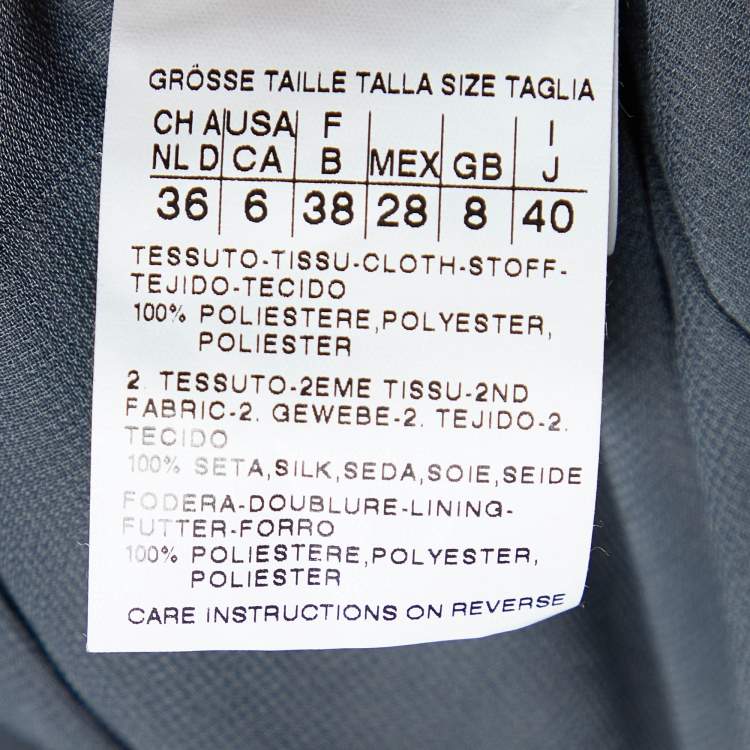 GRÖSSE TAILLE TALLA SIZE TAGLIA
CH A USA F I
NL D CA B MEX GB J
36 6 38 28 8 40
TESSUTO-TISSU-CLOTH-STOFF-
TEJIDO-TECIDO
100% POLIESTERE,POLYESTER,
POLIESTER
2. TESSUTO-2EME TISSU-2ND
FABRIC-2. GEWEBE-2. TEJIDO-2.
TECIDO
100% SETA,SILK,SEDA,SOIE,SEIDE
FODERA-DOUBLURE-LINING-
FUTTER-FORRO
100% POLIESTERE,POLYESTER,
POLIESTER
CARE INSTRUCTIONS ON REVERSE